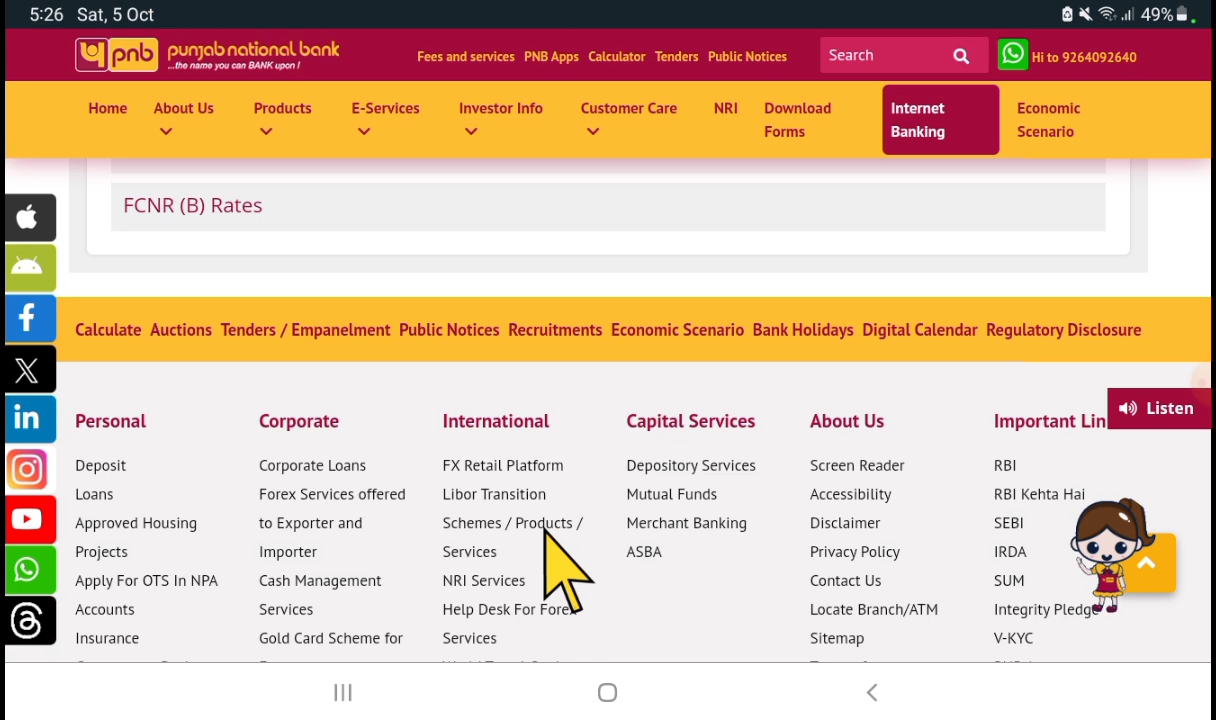 5:26 Sat, 5 Oct 49%
pnb punjab national bank
...the name you can BANK upon !
Fees and services PNB Apps Calculator Tenders Public Notices Search Hi to 9264092640
Home About Us Products E-Services Investor Info Customer Care NRI Download Forms Internet Banking Economic Scenario
FCNR (B) Rates
Calculate Auctions Tenders / Empanelment Public Notices Recruitments Economic Scenario Bank Holidays Digital Calendar Regulatory Disclosure
Listen
Personal
Deposit
Loans
Approved Housing
Projects
Apply For OTS In NPA
Accounts
Insurance
Corporate
Corporate Loans
Forex Services offered
to Exporter and
Importer
Cash Management
Services
Gold Card Scheme for
International
FX Retail Platform
Libor Transition
Schemes / Products /
Services
NRI Services
Help Desk For Forex
Services
Capital Services
Depository Services
Mutual Funds
Merchant Banking
ASBA
About Us
Screen Reader
Accessibility
Disclaimer
Privacy Policy
Contact Us
Locate Branch/ATM
Sitemap
Important Lin
RBI
RBI Kehta Hai
SEBI
IRDA
SUM
Integrity Pledge
V-KYC